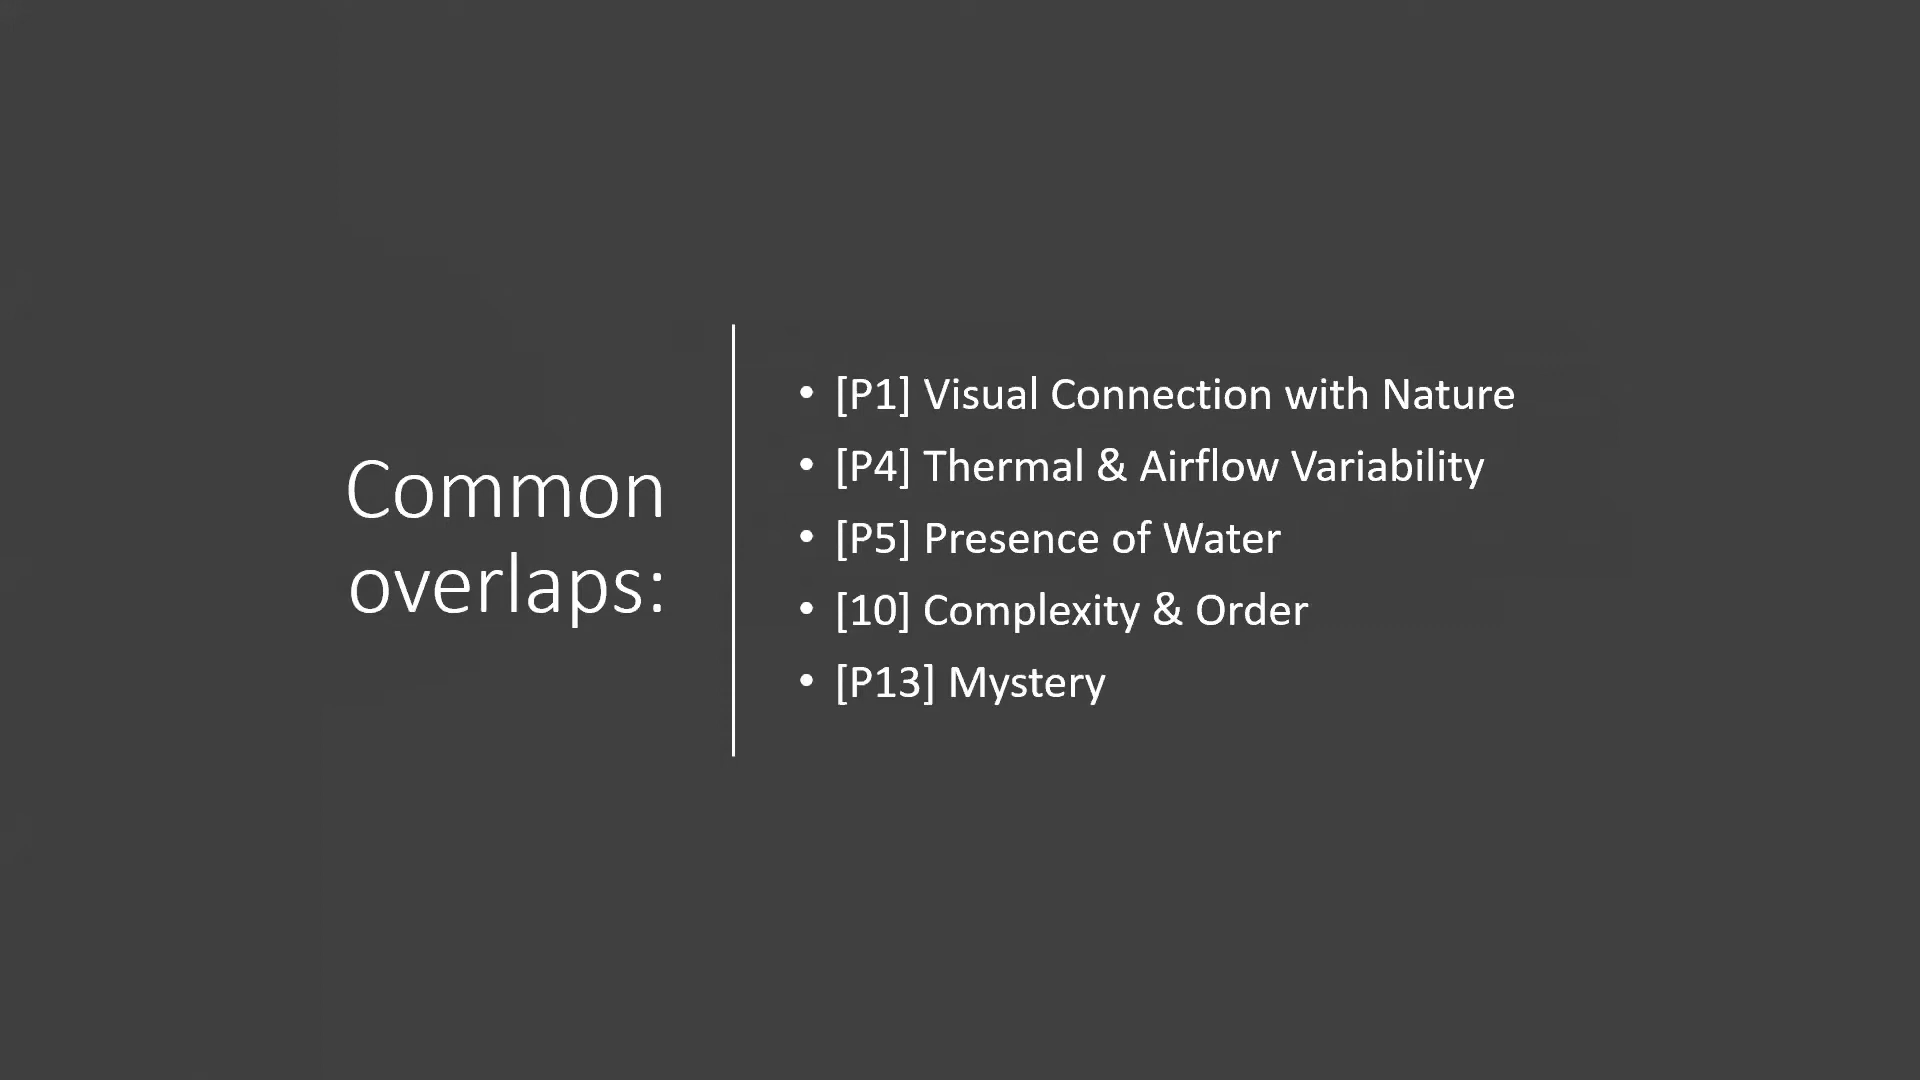 Common
overlaps:
• [P1] Visual Connection with Nature
• [P4] Thermal & Airflow Variability
• [P5] Presence of Water
• [10] Complexity & Order
• [P13] Mystery